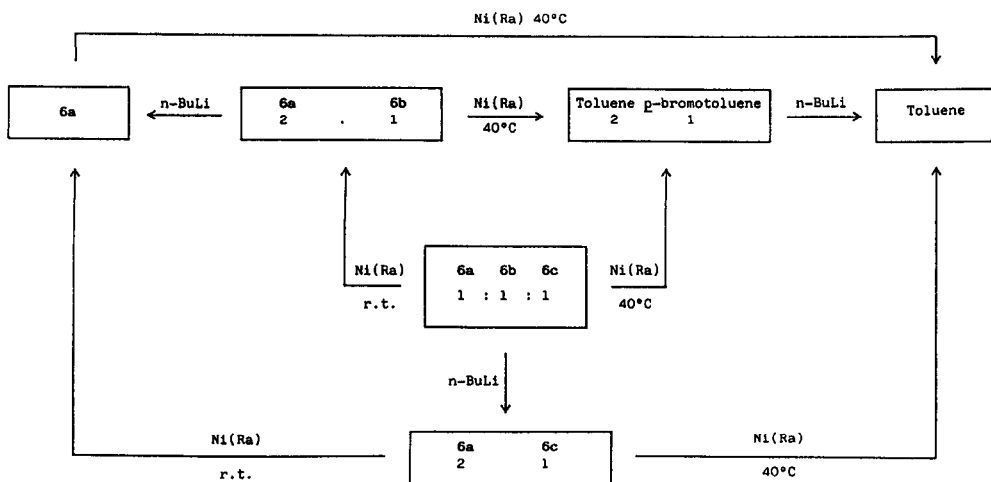 Ni(Ra) 40°C
6a
n-BuLi
6a 6b
2 . 1
Ni(Ra)
40°C
Toluene p-bromotoluene
2 1
n-BuLi
Toluene
Ni(Ra)
r.t.
6a 6b 6c
1 : 1 : 1
Ni(Ra)
40°C
n-BuLi
Ni(Ra)
r.t.
6a 6c
2 1
Ni(Ra)
40°C